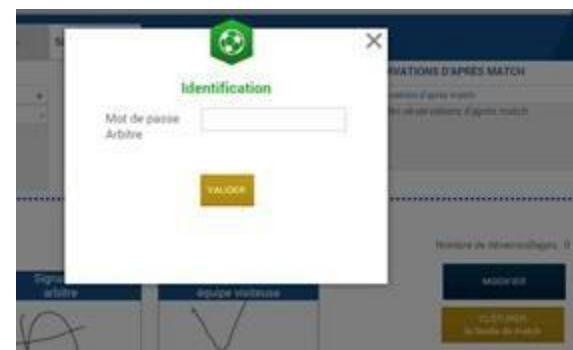 VATIONS D'APRÈS MATCH
Identification
Mot de passe
Arbitre
VALIDER
Nombre de déverrouillages
MODIFIER
arbitre
équipe visiteuse
CLÔTURER
la feuille de match